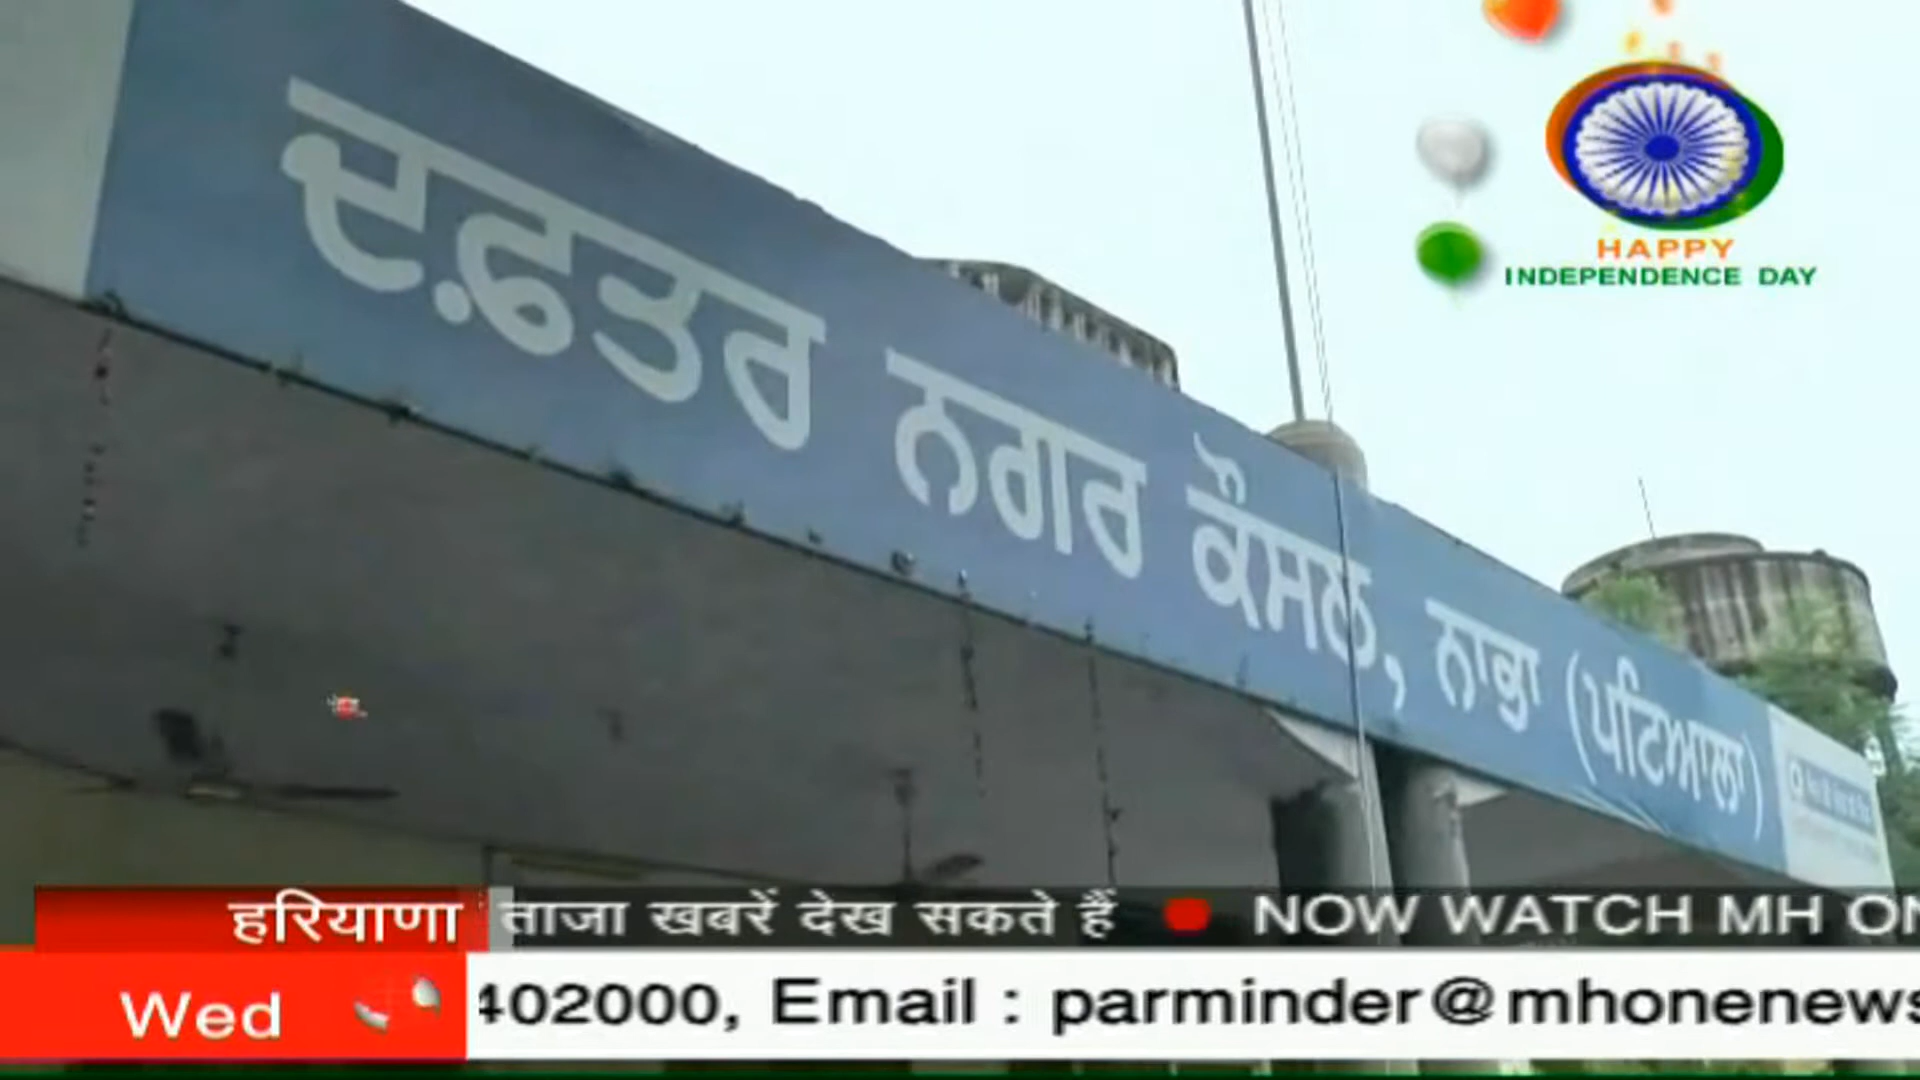 ਦਫ਼ਤਰ ਨਗਰ ਕੌਂਸਲ, ਨਾਭਾ (ਪਟਿਆਲਾ)
HAPPY
INDEPENDENCE DAY
हरियाणा ताजा खबरें देख सकते हैं NOW WATCH MH ON
Wed 402000, Email : parminder@mhonenews